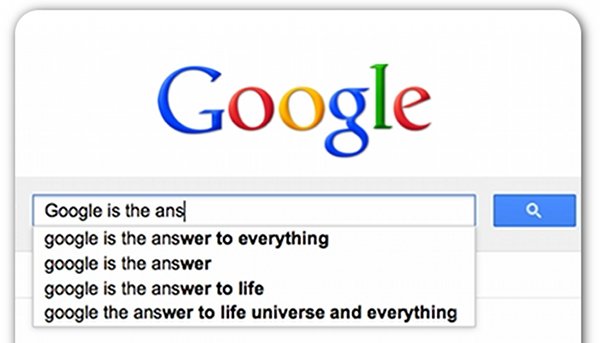 Google
Google is the ans
google is the answer to everything
google is the answer
google is the answer to life
google the answer to life universe and everything